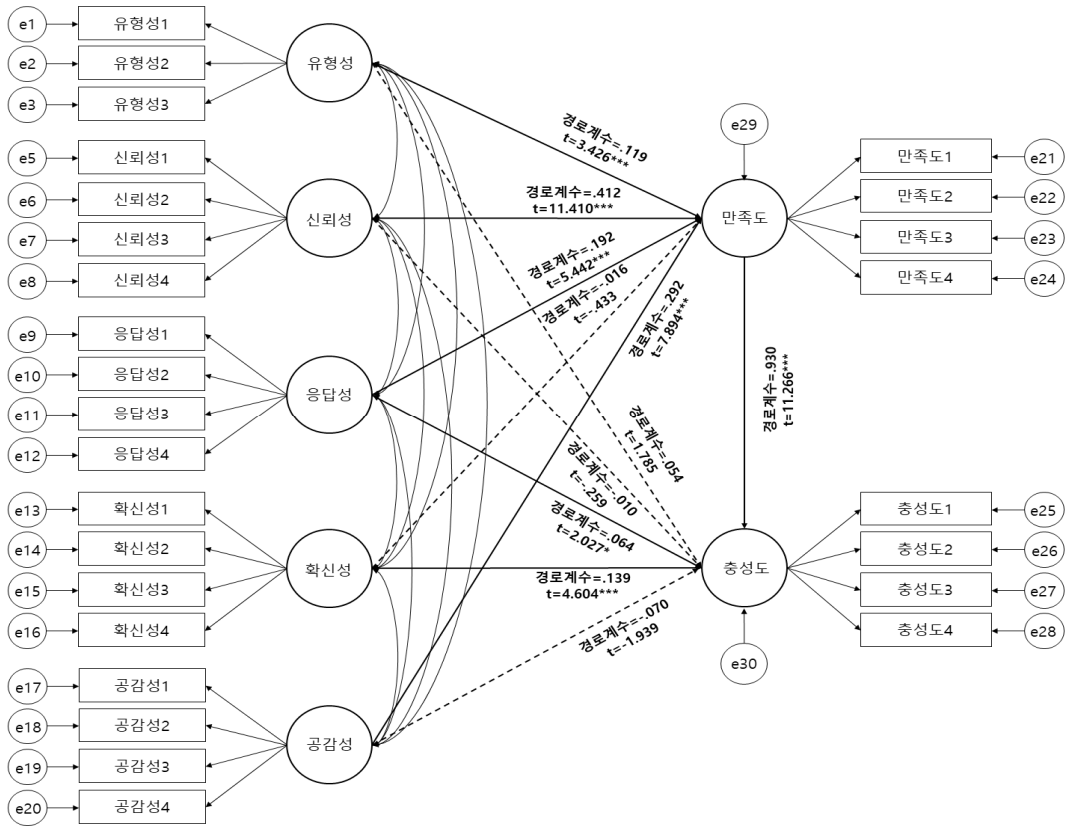 e1
유형성1
e2
유형성2
e3
유형성3
유형성
e5
신뢰성1
e6
신뢰성2
e7
신뢰성3
e8
신뢰성4
신뢰성
e9
응답성1
e10
응답성2
e11
응답성3
e12
응답성4
응답성
e13
확신성1
e14
확신성2
e15
확신성3
e16
확신성4
확신성
e17
공감성1
e18
공감성2
e19
공감성3
e20
공감성4
공감성
경로계수=.119
t=3.426***
경로계수=.412
t=11.410***
경로계수=.192
t=5.442***
경로계수=-.016
t=-.433
경로계수=.292
t=7.894***
경로계수=.054
t=1.785
경로계수=-.010
t=-.259
경로계수=.064
t=2.027*
경로계수=.139
t=4.604***
경로계수=-.070
t=-1.939
경로계수=.930
t=11.266***
e29
만족도
만족도1
e21
만족도2
e22
만족도3
e23
만족도4
e24
충성도
e30
충성도1
e25
충성도2
e26
충성도3
e27
충성도4
e28